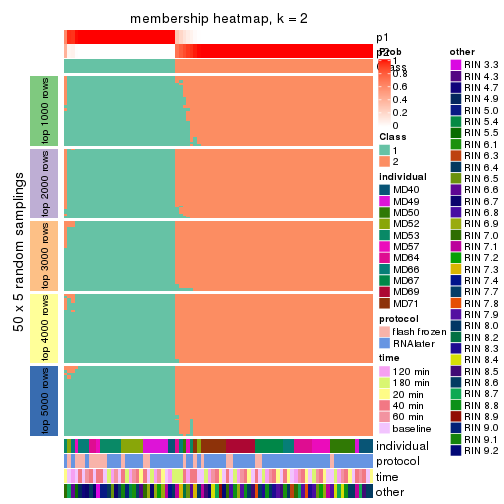 membership heatmap, k = 2
p1
p2
Class
50 x 5 random samplings
top 1000 rows
top 2000 rows
top 3000 rows
top 4000 rows
top 5000 rows
individual
protocol
time
other
Prob
1
0.8
0.6
0.4
0.2
0
Class
1
2
individual
MD40
MD49
MD50
MD52
MD53
MD57
MD64
MD66
MD67
MD69
MD71
protocol
flash frozen
RNAlater
time
120 min
180 min
20 min
40 min
60 min
baseline
other
RIN 3.3
RIN 4.3
RIN 4.7
RIN 4.9
RIN 5.0
RIN 5.4
RIN 5.5
RIN 6.1
RIN 6.3
RIN 6.4
RIN 6.5
RIN 6.6
RIN 6.7
RIN 6.8
RIN 6.9
RIN 7.0
RIN 7.1
RIN 7.2
RIN 7.3
RIN 7.4
RIN 7.7
RIN 7.8
RIN 7.9
RIN 8.0
RIN 8.2
RIN 8.3
RIN 8.4
RIN 8.5
RIN 8.6
RIN 8.7
RIN 8.8
RIN 8.9
RIN 9.0
RIN 9.1
RIN 9.2